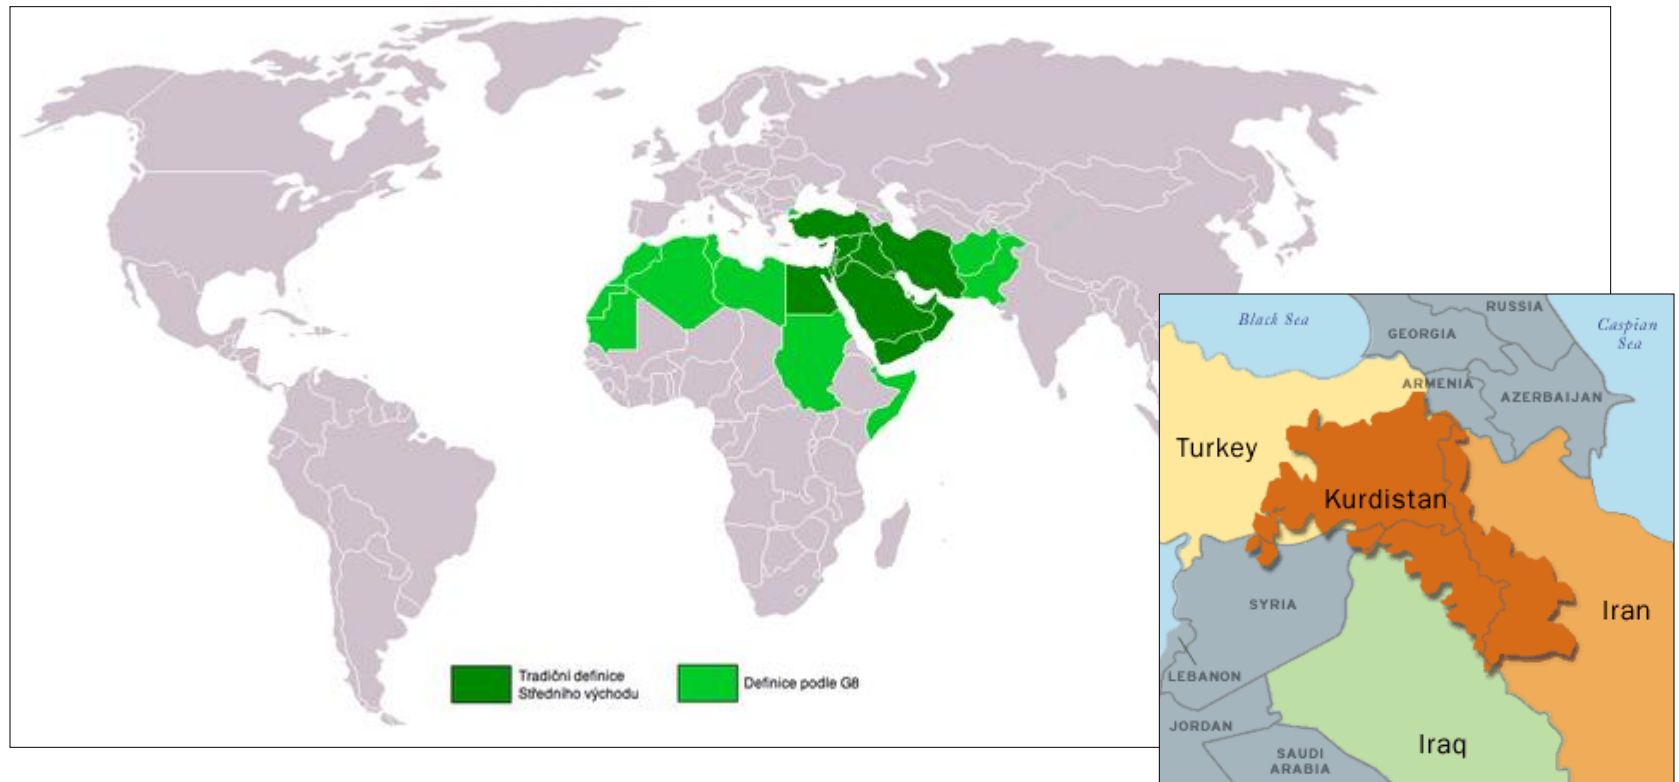 Tradiční definice
Středního východu
Definice podle G8
Black Sea
RUSSIA
GEORGIA
Caspian
Sea
ARMENIA
AZERBAIJAN
Turkey
Kurdistan
SYRIA
Iran
LEBANON
JORDAN
Iraq
SAUDI
ARABIA